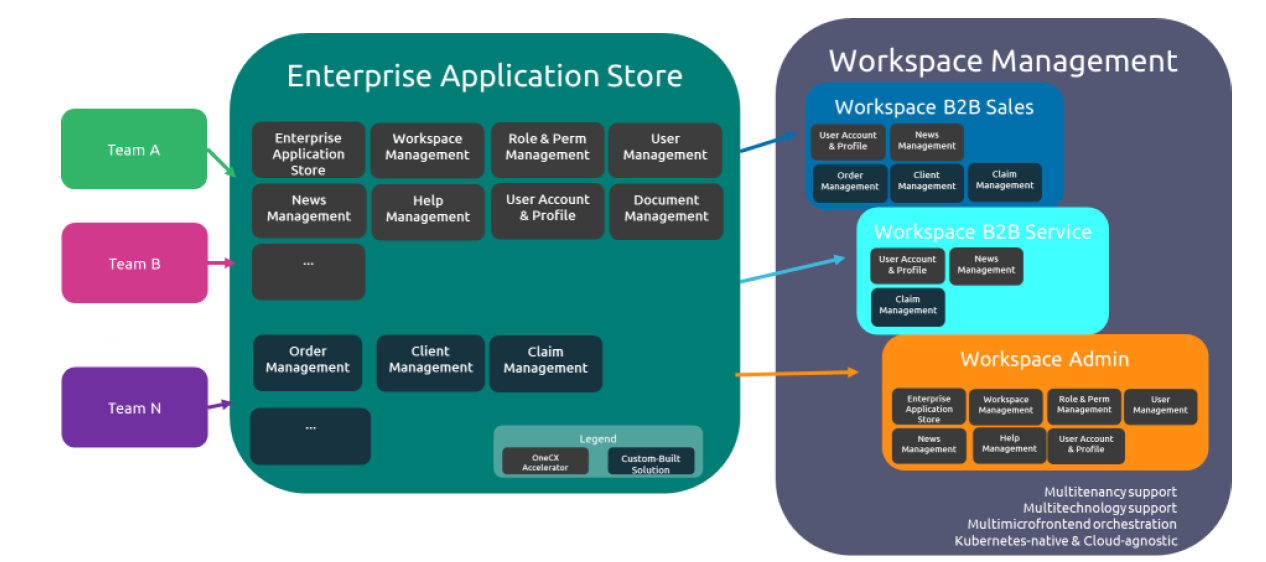 Team A
Team B
Team N
Enterprise Application Store
Enterprise
Application
Store
Workspace
Management
Role & Perm
Management
User
Management
News
Management
Help
Management
User Account
& Profile
Document
Management
...
Order
Management
Client
Management
Claim
Management
...
Legend
OneCX
Accelerator
Custom-Built
Solution
Workspace Management
Workspace B2B Sales
User Account
& Profile
News
Management
Order
Management
Client
Management
Claim
Management
Workspace B2B Service
User Account
& Profile
News
Management
Claim
Management
Workspace Admin
Enterprise
Application
Store
Workspace
Management
Role & Perm
Management
User
Management
News
Management
Help
Management
User Account
& Profile
Multitenancy support
Multitechnology support
Multimicrofrontend orchestration
Kubernetes-native & Cloud-agnostic